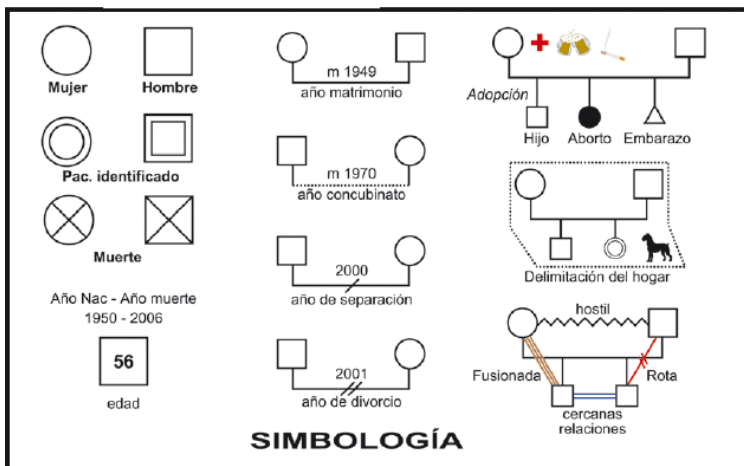 Mujer
Hombre
Pac. identificado
Muerte
Año Nac - Año muerte
1950 - 2006
56
edad
m 1949
año matrimonio
m 1970
año concubinato
2000
año de separación
2001
año de divorcio
Adopción
Hijo
Aborto
Embarazo
Delimitación del hogar
hostil
Fusionada
Rota
cercanas
relaciones
SIMBOLOGÍA